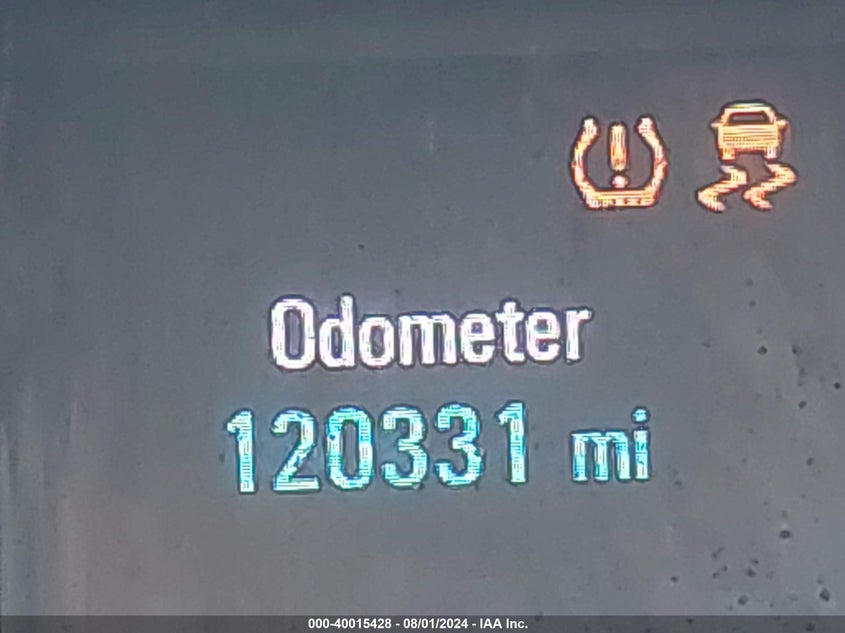 Odometer
120331 mi
000-40015428 - 08/01/2024 - IAA Inc.